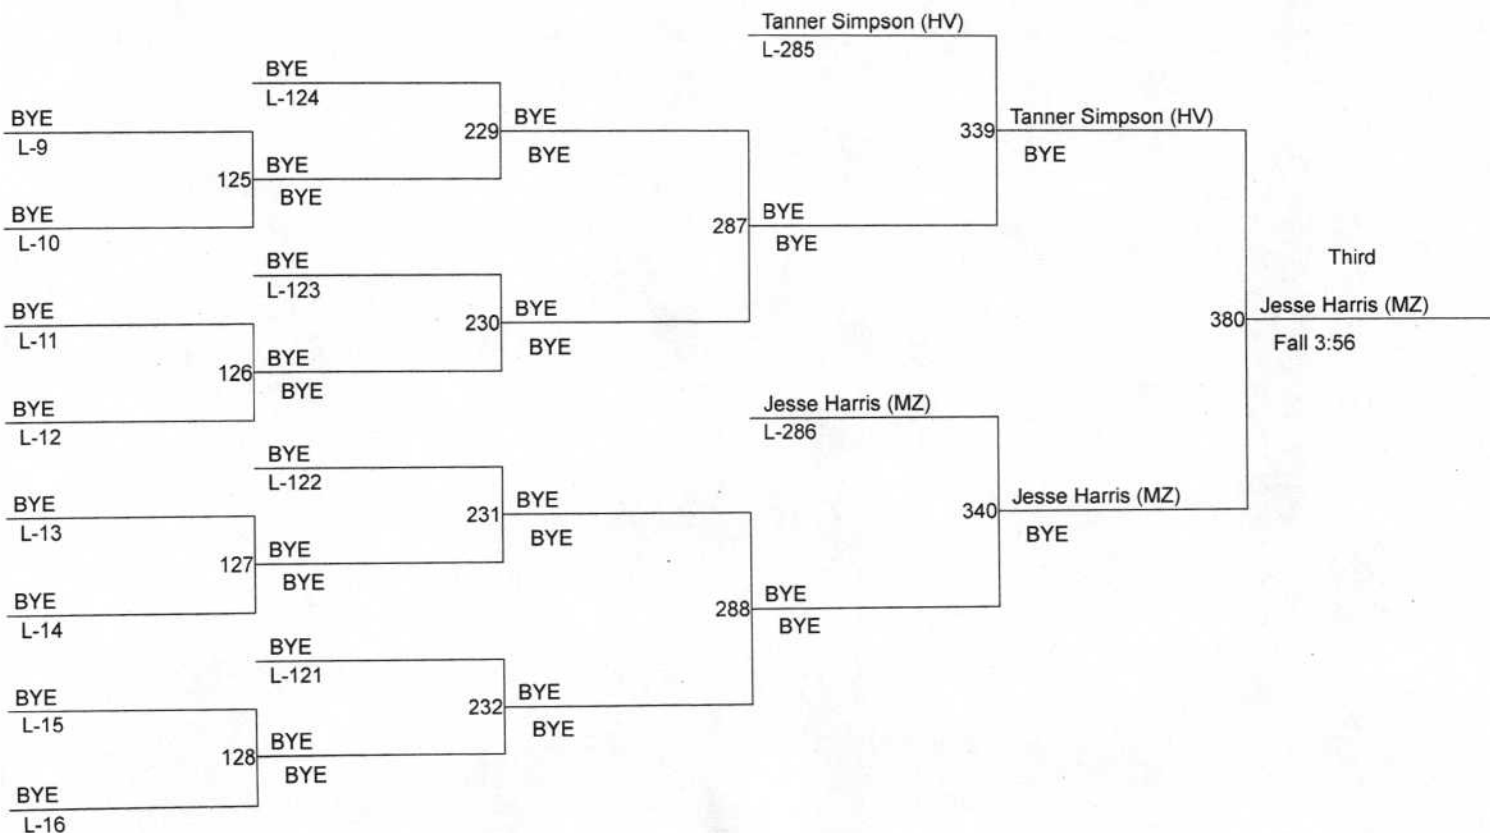 Tanner Simpson (HV)
L-285
BYE
L-124
BYE
L-9
229
BYE
BYE
339
Tanner Simpson (HV)
BYE
125
BYE
BYE
BYE
L-10
287
BYE
BYE
Third
BYE
L-123
BYE
L-11
230
BYE
BYE
380
Jesse Harris (MZ)
Fall 3:56
126
BYE
BYE
BYE
L-12
Jesse Harris (MZ)
L-286
BYE
L-122
BYE
L-13
231
BYE
BYE
340
Jesse Harris (MZ)
BYE
127
BYE
BYE
BYE
L-14
288
BYE
BYE
BYE
L-121
BYE
L-15
232
BYE
BYE
128
BYE
BYE
BYE
L-16